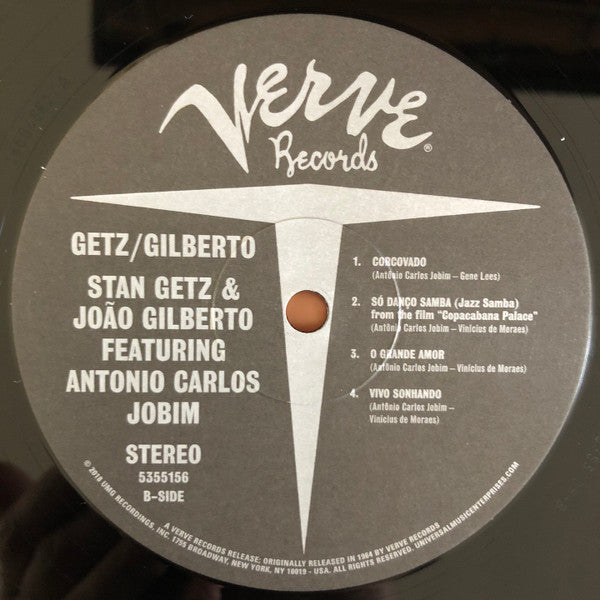 Verve
Records®
GETZ/GILBERTO
STAN GETZ &
JOÃO GILBERTO
FEATURING
ANTONIO CARLOS
JOBIM
STEREO
5355156
B–SIDE
1. CORCOVADO
(Antônio Carlos Jobim – Gene Lees)
2. SÓ DANÇO SAMBA (Jazz Samba)
from the film "Copacabana Palace"
(Antônio Carlos Jobim – Vinícius de Moraes)
3. O GRANDE AMOR
(Antônio Carlos Jobim – Vinícius de Moraes)
4. VIVO SONHANDO
(Antônio Carlos Jobim –
Vinícius de Moraes)
A VERVE RECORDS RELEASE: ORIGINALLY RELEASED IN 1964 BY VERVE RECORDS
© 2018 UMG RECORDINGS, INC. 1755 BROADWAY, NEW YORK, NY 10019 - USA. ALL RIGHTS RESERVED. UNIVERSALMUSICENTERPRISES.COM